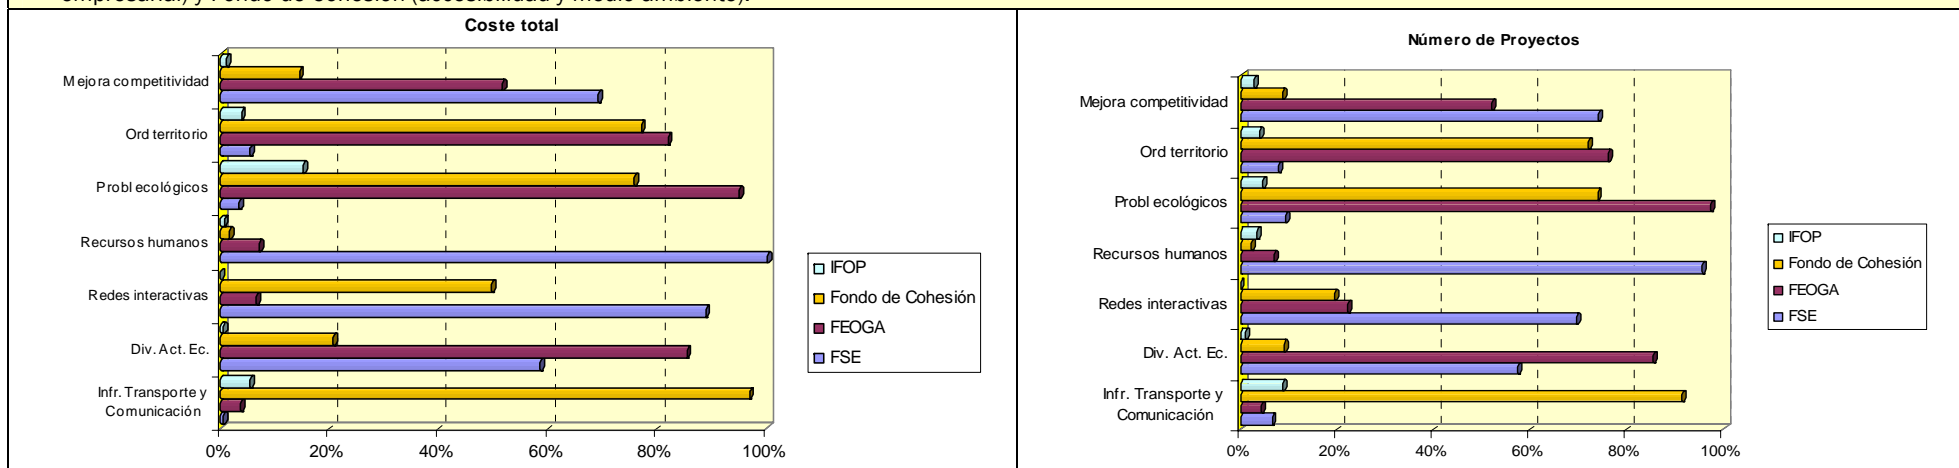 empresarial) y Fondo de Cohesión (accesibilidad y medio ambiente).
Coste total
Mejora competitividad
Ord territorio
Probl ecológicos
Recursos humanos
Redes interactivas
Div. Act. Ec.
Infr. Transporte y
Comunicación
0% 20% 40% 60% 80% 100%
IFOP
Fondo de Cohesión
FEOGA
FSE
Número de Proyectos
Mejora competitividad
Ord territorio
Probl ecológicos
Recursos humanos
Redes interactivas
Div. Act. Ec.
Infr. Transporte y
Comunicación
0% 20% 40% 60% 80% 100%
IFOP
Fondo de Cohesión
FEOGA
FSE